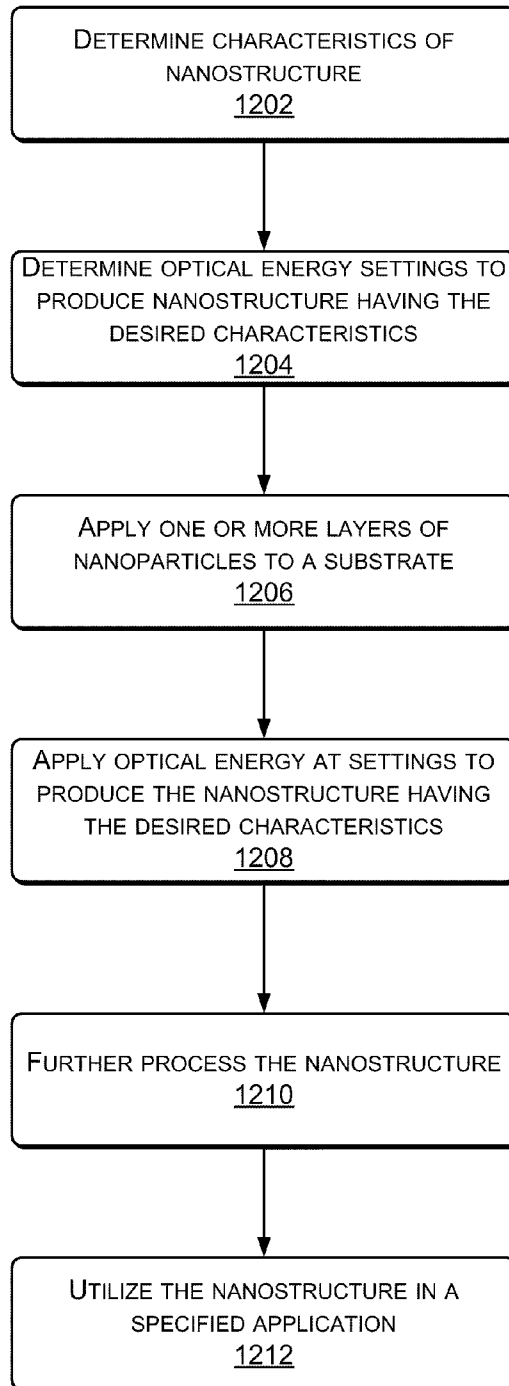 DETERMINE CHARACTERISTICS OF
NANOSTRUCTURE
1202
DETERMINE OPTICAL ENERGY SETTINGS TO
PRODUCE NANOSTRUCTURE HAVING THE
DESIRED CHARACTERISTICS
1204
APPLY ONE OR MORE LAYERS OF
NANOPARTICLES TO A SUBSTRATE
1206
APPLY OPTICAL ENERGY AT SETTINGS TO
PRODUCE THE NANOSTRUCTURE HAVING
THE DESIRED CHARACTERISTICS
1208
FURTHER PROCESS THE NANOSTRUCTURE
1210
UTILIZE THE NANOSTRUCTURE IN A
SPECIFIED APPLICATION
1212